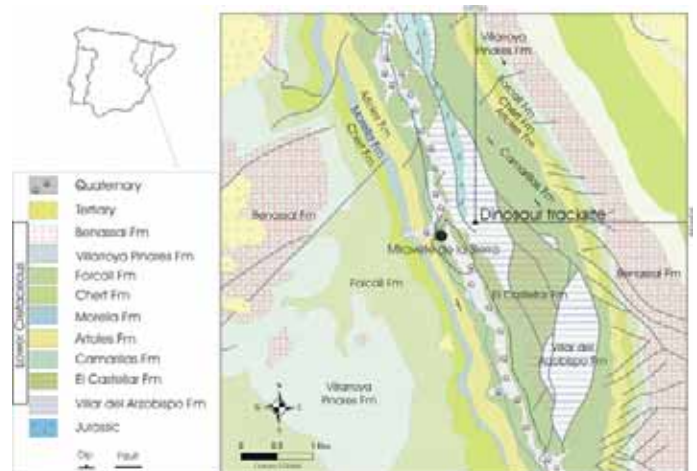 Quaternary
Tertiary
Benassal Fm
Villarroya Pinares Fm
Forcall Fm
Chert Fm
Morella Fm
Artoles Fm
Camarillas Fm
El Castellar Fm
Villar del Arzobispo Fm
Jurassic
Dip
Fault
Lower Cretaceous
Villarroya
Pinares Fm
Forcall Fm
Chert Fm
Artoles Fm
Camarillas Fm
Artoles Fm
Morella Fm
Chert Fm
Benassal Fm
Dinosaur tracksite
Miravete de la Sierra
Forcall Fm
El Castellar Fm
Benassal Fm
Villar del
Arzobispo Fm
Villarroya
Pinares Fm
N
S
0 0.5 1 Km